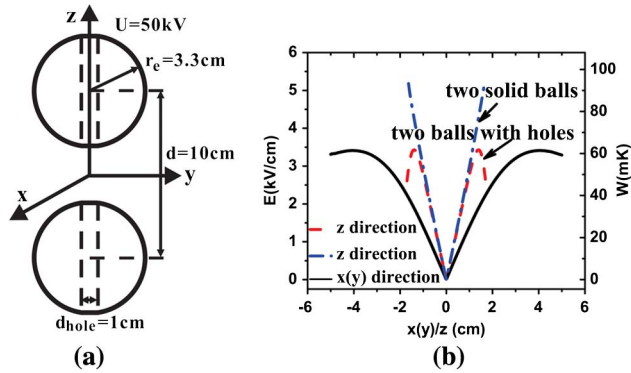 z
U=50kV
r_e=3.3cm
d=10cm
x
y
d_hole=1cm
(a)
6
5
4
3
2
1
0
E(kV/cm)
two solid balls
two balls with holes
z direction
z direction
x(y) direction
100
80
60
40
20
0
W(mK)
-6 -4 -2 0 2 4 6
x(y)/z (cm)
(b)